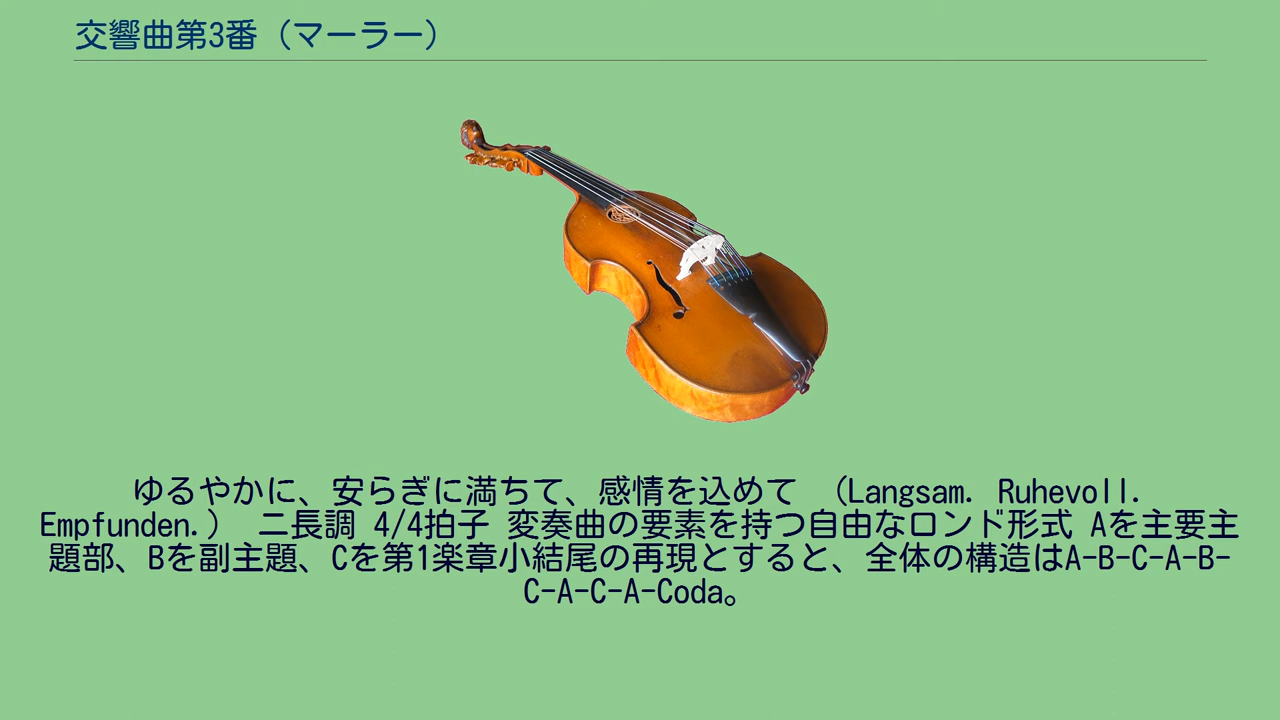 交響曲第3番（マーラー）
ゆるやかに、安らぎに満ちて、感情を込めて　（Langsam. Ruhevoll.
Empfunden.）　ニ長調 4/4拍子 変奏曲の要素を持つ自由なロンド形式 Aを主要主
題部、Bを副主題、Cを第1楽章小結尾の再現とすると、全体の構造はA-B-C-A-B-
C-A-C-A-Coda。